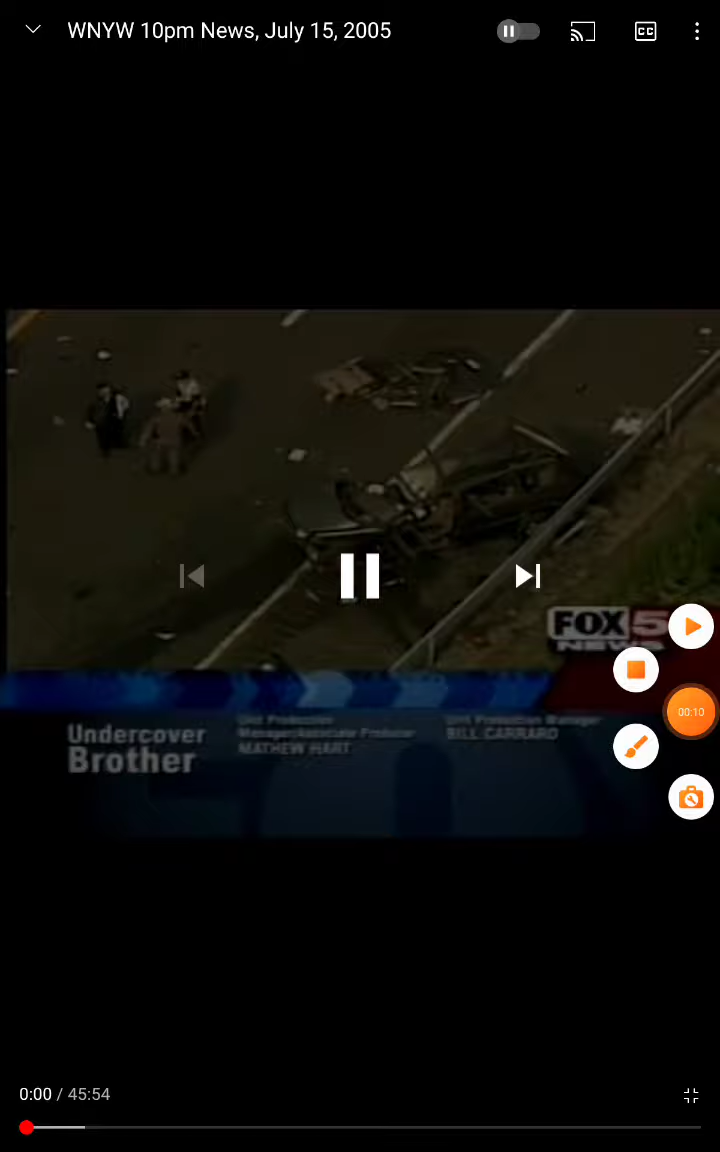 WNYW 10pm News, July 15, 2005
CC
FOX 5
NEWS
00:10
Undercover
Brother
Unit Production
Manager/Associate Producer
MATHEW HART
Unit Production Manager
BILL CARRARO
0:00 / 45:54